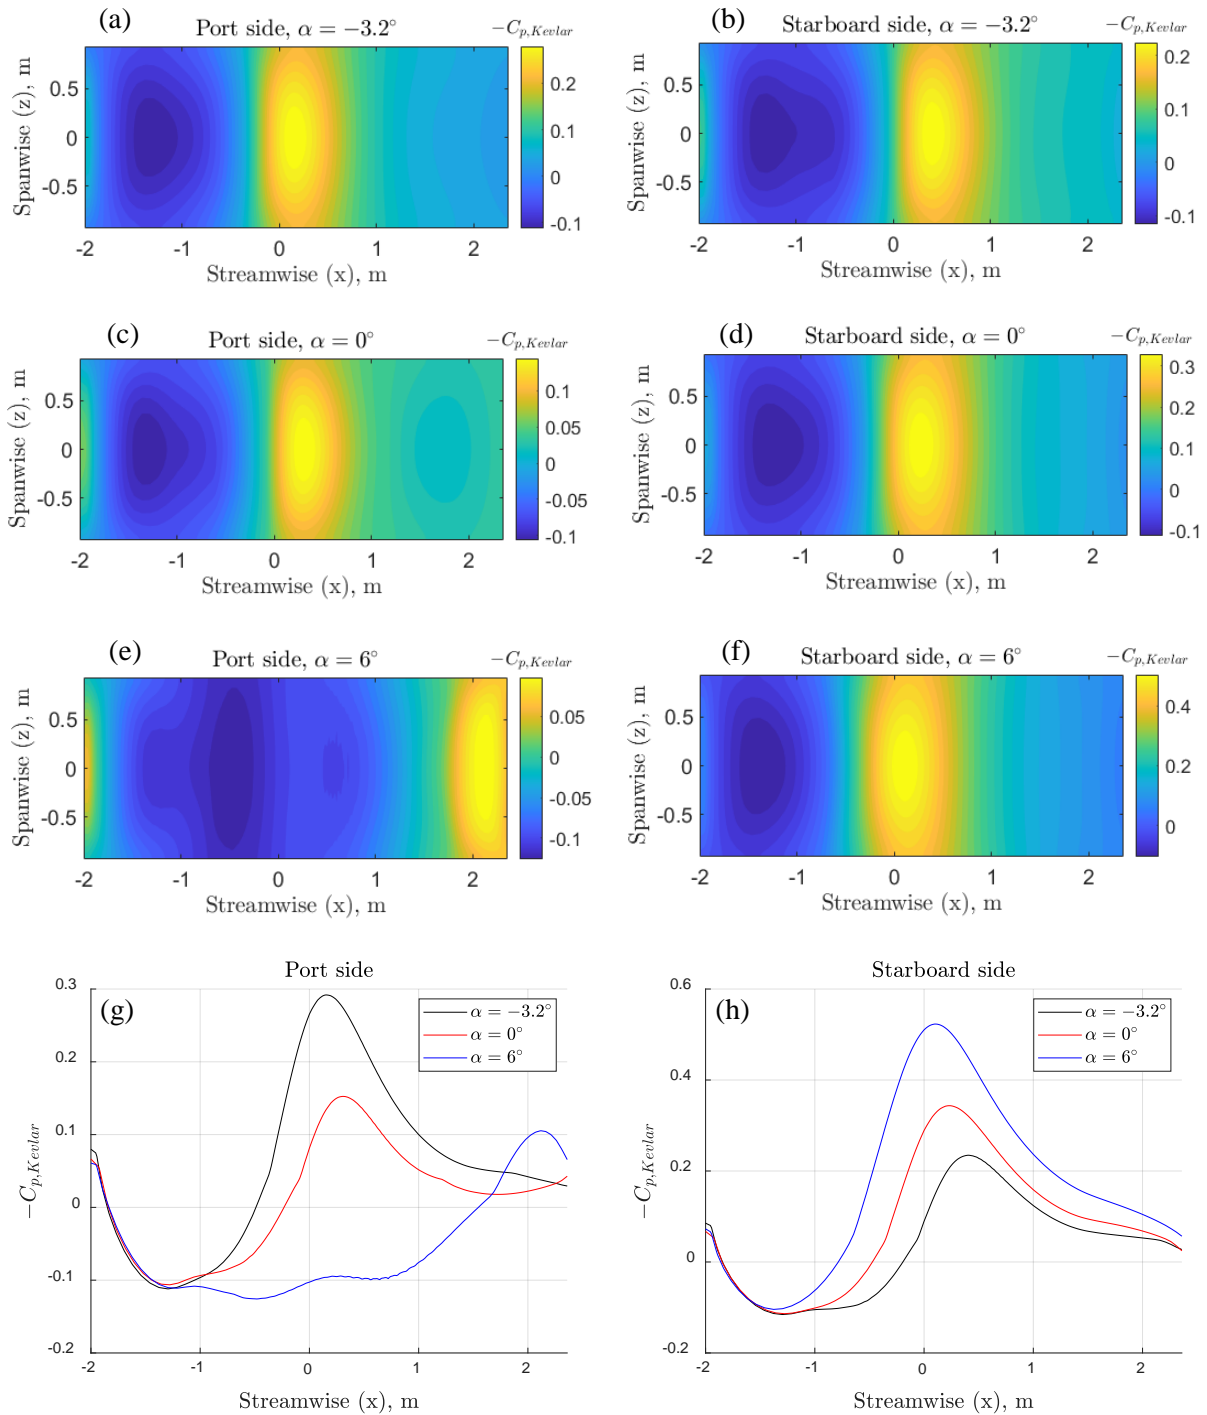 (a)
Port side, α = −3.2°
−Cp,Kevlar
Spanwise (z), m
0.5
0
-0.5
-2 -1 0 1 2
Streamwise (x), m
0.2
0.1
0
-0.1
(b)
Starboard side, α = −3.2°
−Cp,Kevlar
Spanwise (z), m
0.5
0
-0.5
-2 -1 0 1 2
Streamwise (x), m
0.2
0.1
0
-0.1
(c)
Port side, α = 0°
−Cp,Kevlar
Spanwise (z), m
0.5
0
-0.5
-2 -1 0 1 2
Streamwise (x), m
0.1
0.05
0
-0.05
-0.1
(d)
Starboard side, α = 0°
−Cp,Kevlar
Spanwise (z), m
0.5
0
-0.5
-2 -1 0 1 2
Streamwise (x), m
0.3
0.2
0.1
0
-0.1
(e)
Port side, α = 6°
−Cp,Kevlar
Spanwise (z), m
0.5
0
-0.5
-2 -1 0 1 2
Streamwise (x), m
0.05
0
-0.05
-0.1
(f)
Starboard side, α = 6°
−Cp,Kevlar
Spanwise (z), m
0.5
0
-0.5
-2 -1 0 1 2
Streamwise (x), m
0.4
0.2
0
Port side
(g)
α = −3.2°
α = 0°
α = 6°
−Cp,Kevlar
0.3
0.2
0.1
0
-0.1
-0.2
-2 -1 0 1 2
Streamwise (x), m
Starboard side
(h)
α = −3.2°
α = 0°
α = 6°
−Cp,Kevlar
0.6
0.4
0.2
0
-0.2
-2 -1 0 1 2
Streamwise (x), m